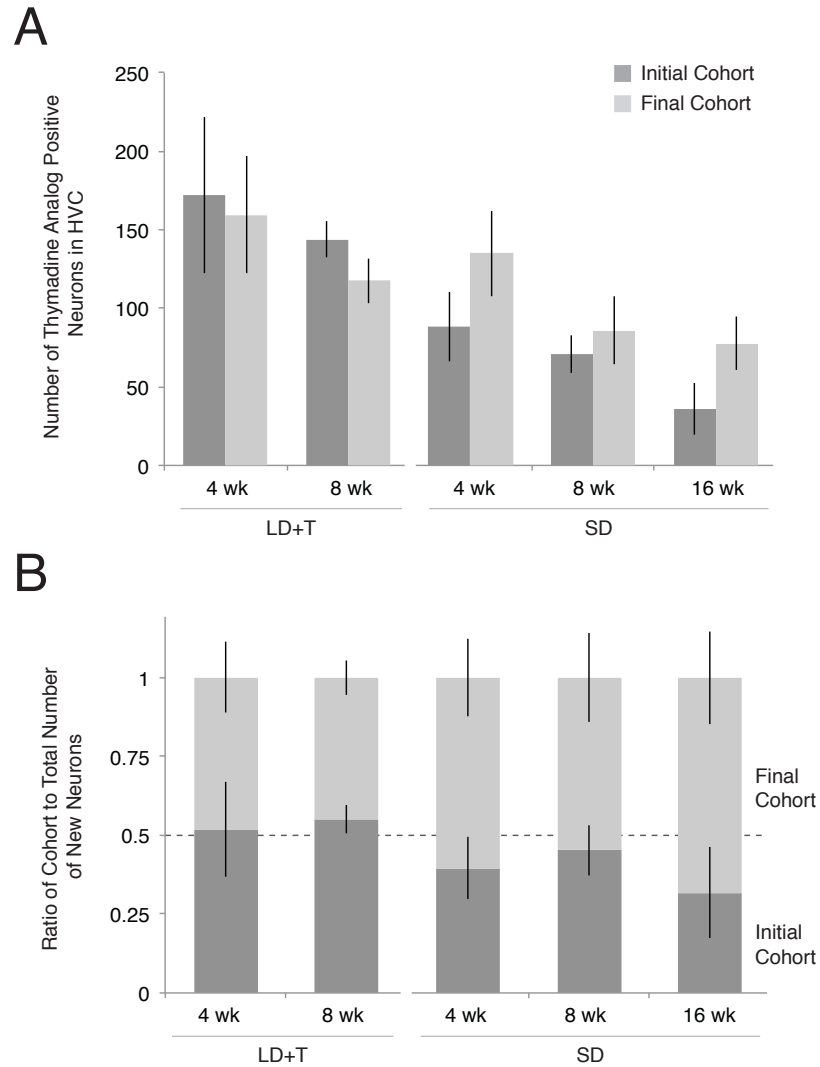 A
Number of Thymadine Analog Positive
Neurons in HVC
250
200
150
100
50
0
Initial Cohort
Final Cohort
4 wk
8 wk
4 wk
8 wk
16 wk
LD+T
SD
B
Ratio of Cohort to Total Number
of New Neurons
1
0.75
0.5
0.25
0
Final
Cohort
Initial
Cohort
4 wk
8 wk
4 wk
8 wk
16 wk
LD+T
SD